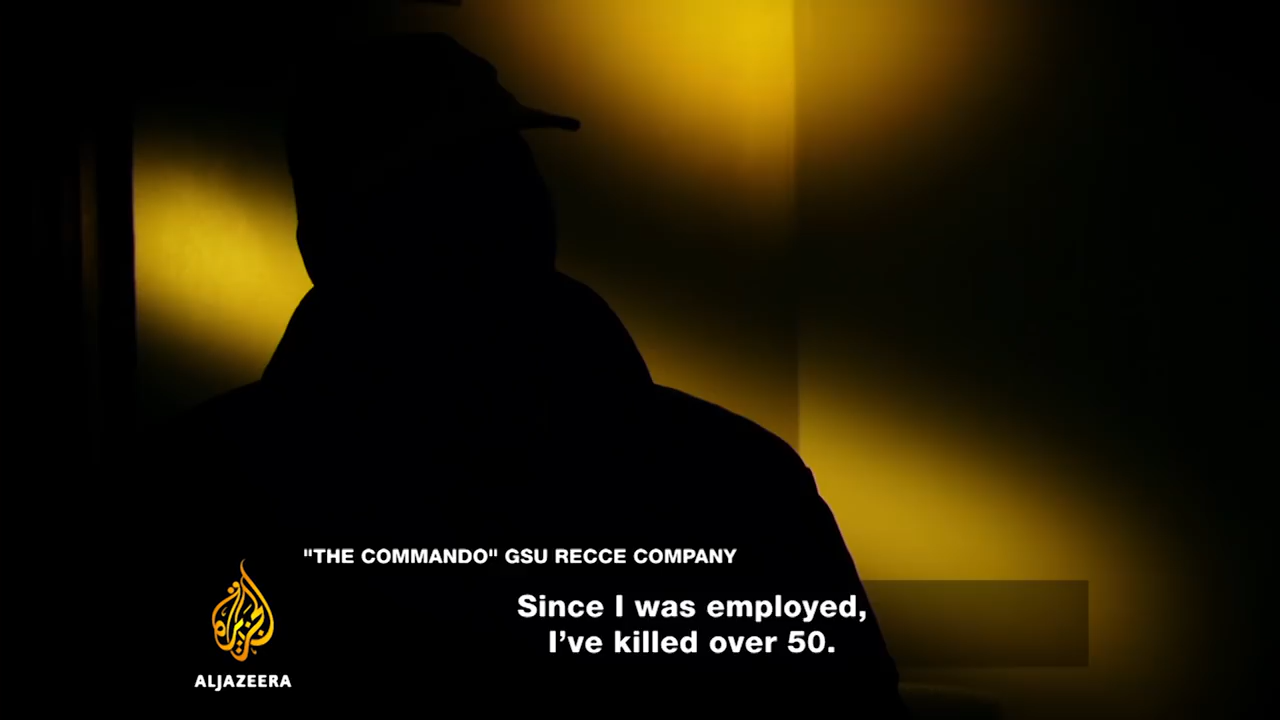 "THE COMMANDO" GSU RECCE COMPANY
Since I was employed,
I've killed over 50.
الجزيرة
ALJAZEERA